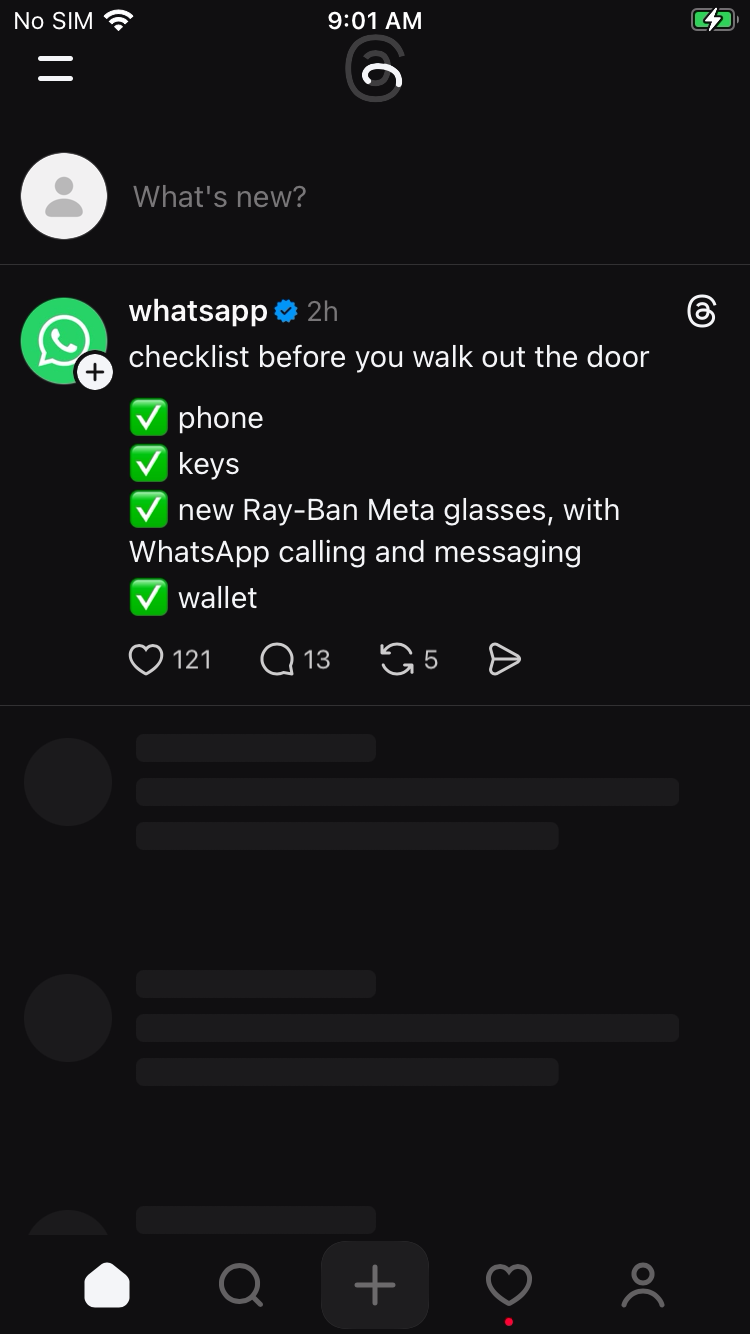 No SIM 9:01 AM
What's new?
whatsapp 2h
checklist before you walk out the door
✅ phone
✅ keys
✅ new Ray-Ban Meta glasses, with
WhatsApp calling and messaging
✅ wallet
121 13 5